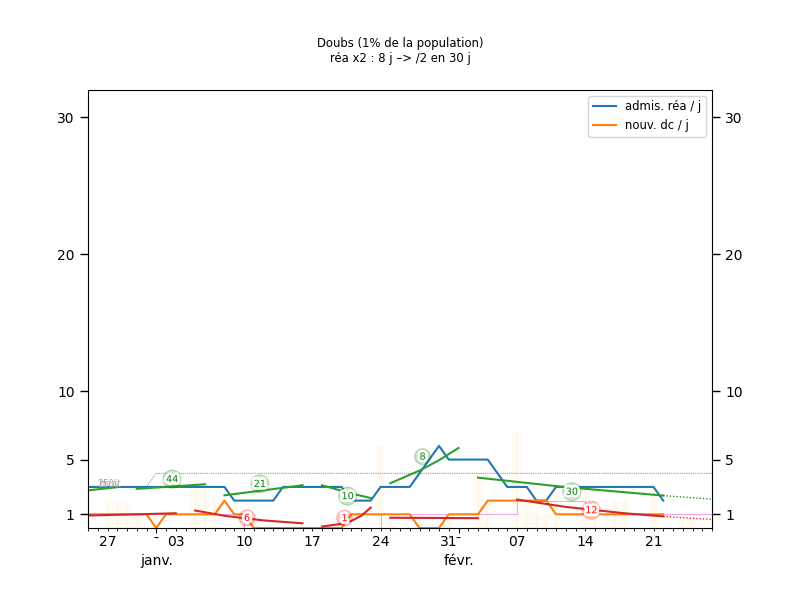 Doubs (1% de la population)
réa x2 : 8 j –> /2 en 30 j
admis. réa / j
nouv. dc / j
30 30
20 20
10 10
5 5
1 1
44 21 10 8 30
6 1 12
27 03 10 17 24 31 07 14 21
janv. févr.